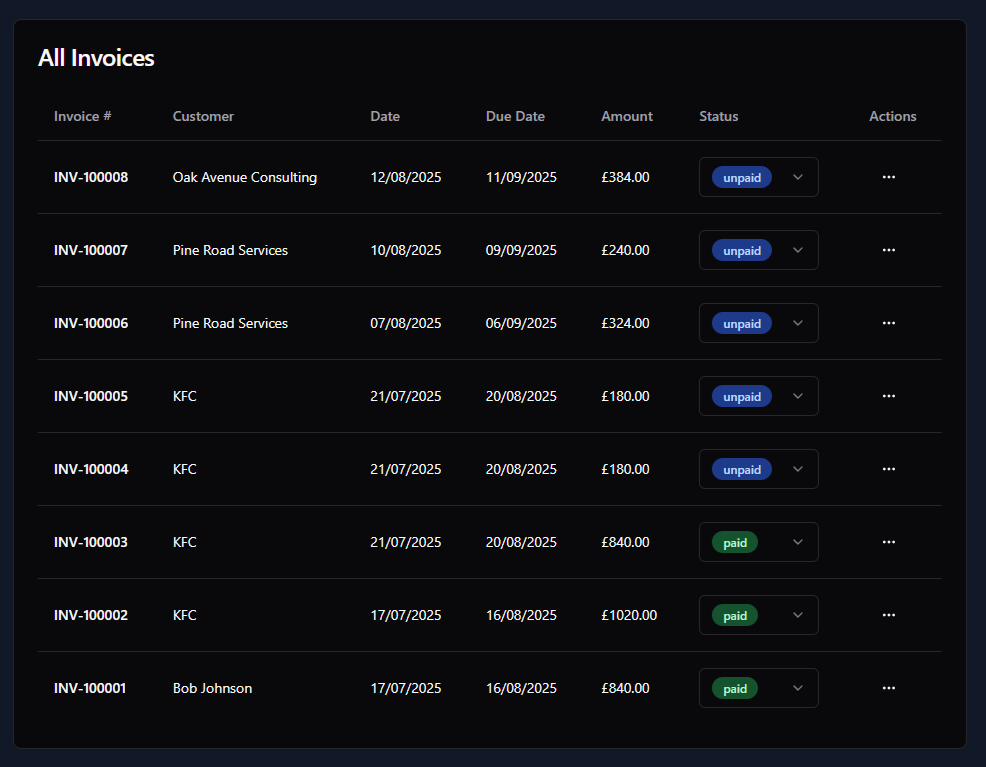 All Invoices
Invoice # Customer Date Due Date Amount Status Actions
INV-100008 Oak Avenue Consulting 12/08/2025 11/09/2025 £384.00 unpaid
INV-100007 Pine Road Services 10/08/2025 09/09/2025 £240.00 unpaid
INV-100006 Pine Road Services 07/08/2025 06/09/2025 £324.00 unpaid
INV-100005 KFC 21/07/2025 20/08/2025 £180.00 unpaid
INV-100004 KFC 21/07/2025 20/08/2025 £180.00 unpaid
INV-100003 KFC 21/07/2025 20/08/2025 £840.00 paid
INV-100002 KFC 17/07/2025 16/08/2025 £1020.00 paid
INV-100001 Bob Johnson 17/07/2025 16/08/2025 £840.00 paid